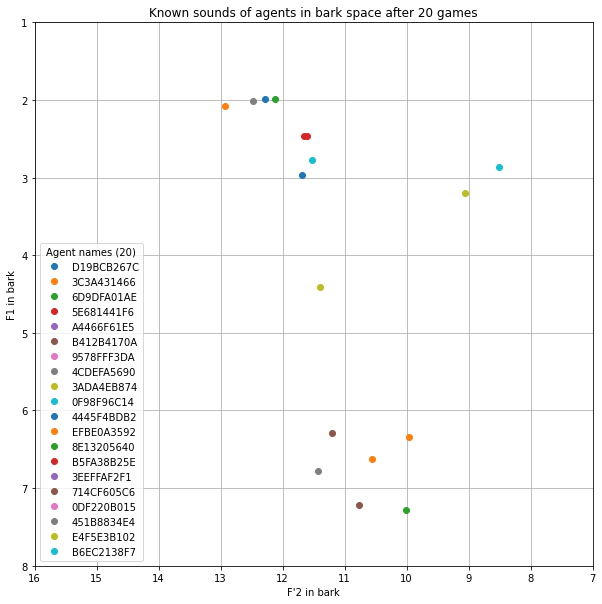 Known sounds of agents in bark space after 20 games
1
2
3
4
5
6
7
8
F1 in bark
Agent names (20)
D19BCB267C
3C3A431466
6D9DFA01AE
5E681441F6
A4466F61E5
B412B4170A
9578FFF3DA
4CDEFA5690
3ADA4EB874
0F98F96C14
4445F4BDB2
EFBE0A3592
8E13205640
B5FA38B25E
3EEFFAF2F1
714CF605C6
0DF220B015
451B8834E4
E4F5E3B102
B6EC2138F7
16 15 14 13 12 11 10 9 8 7
F'2 in bark